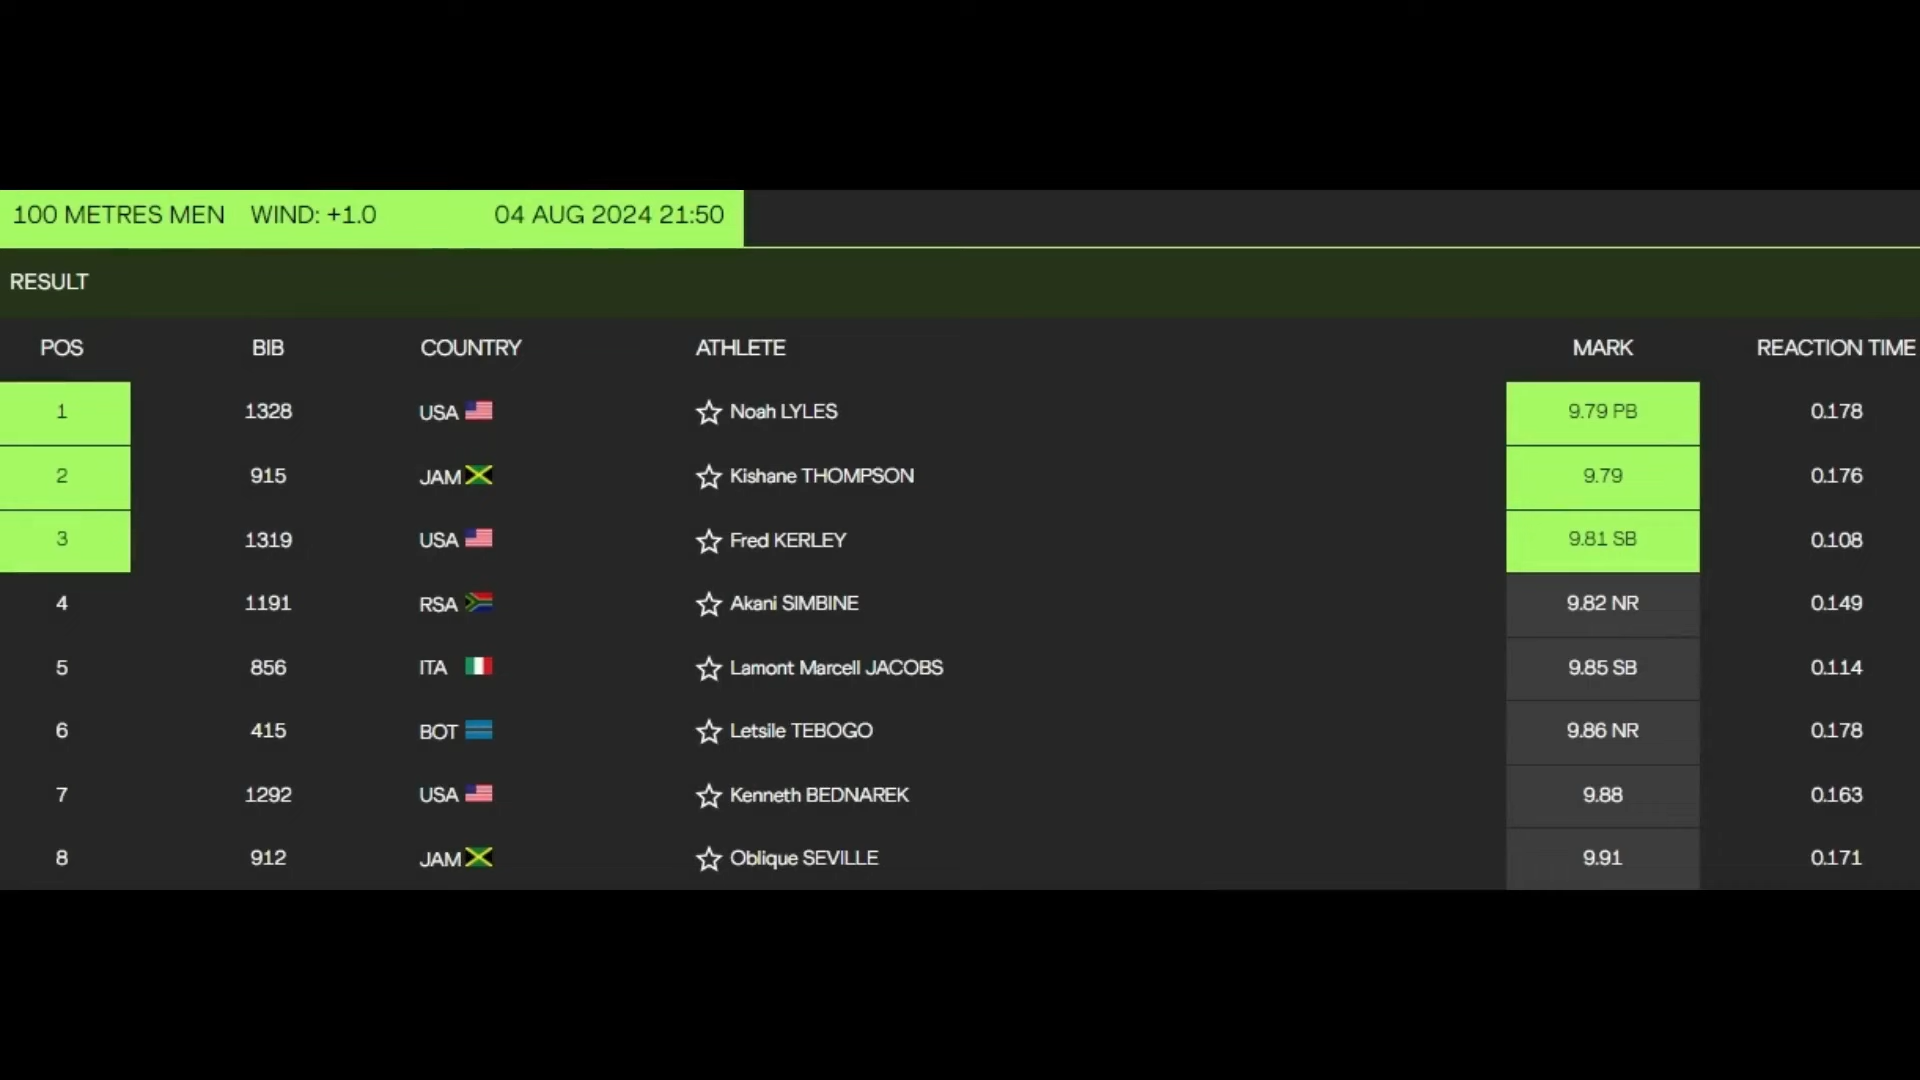 100 METRES MEN WIND: +1.0 04 AUG 2024 21:50
RESULT
POS BIB COUNTRY ATHLETE MARK REACTION TIME
1 1328 USA Noah LYLES 9.79 PB 0.178
2 915 JAM Kishane THOMPSON 9.79 0.176
3 1319 USA Fred KERLEY 9.81 SB 0.108
4 1191 RSA Akani SIMBINE 9.82 NR 0.149
5 856 ITA Lamont Marcell JACOBS 9.85 SB 0.114
6 415 BOT Letsile TEBOGO 9.86 NR 0.178
7 1292 USA Kenneth BEDNAREK 9.88 0.163
8 912 JAM Oblique SEVILLE 9.91 0.171